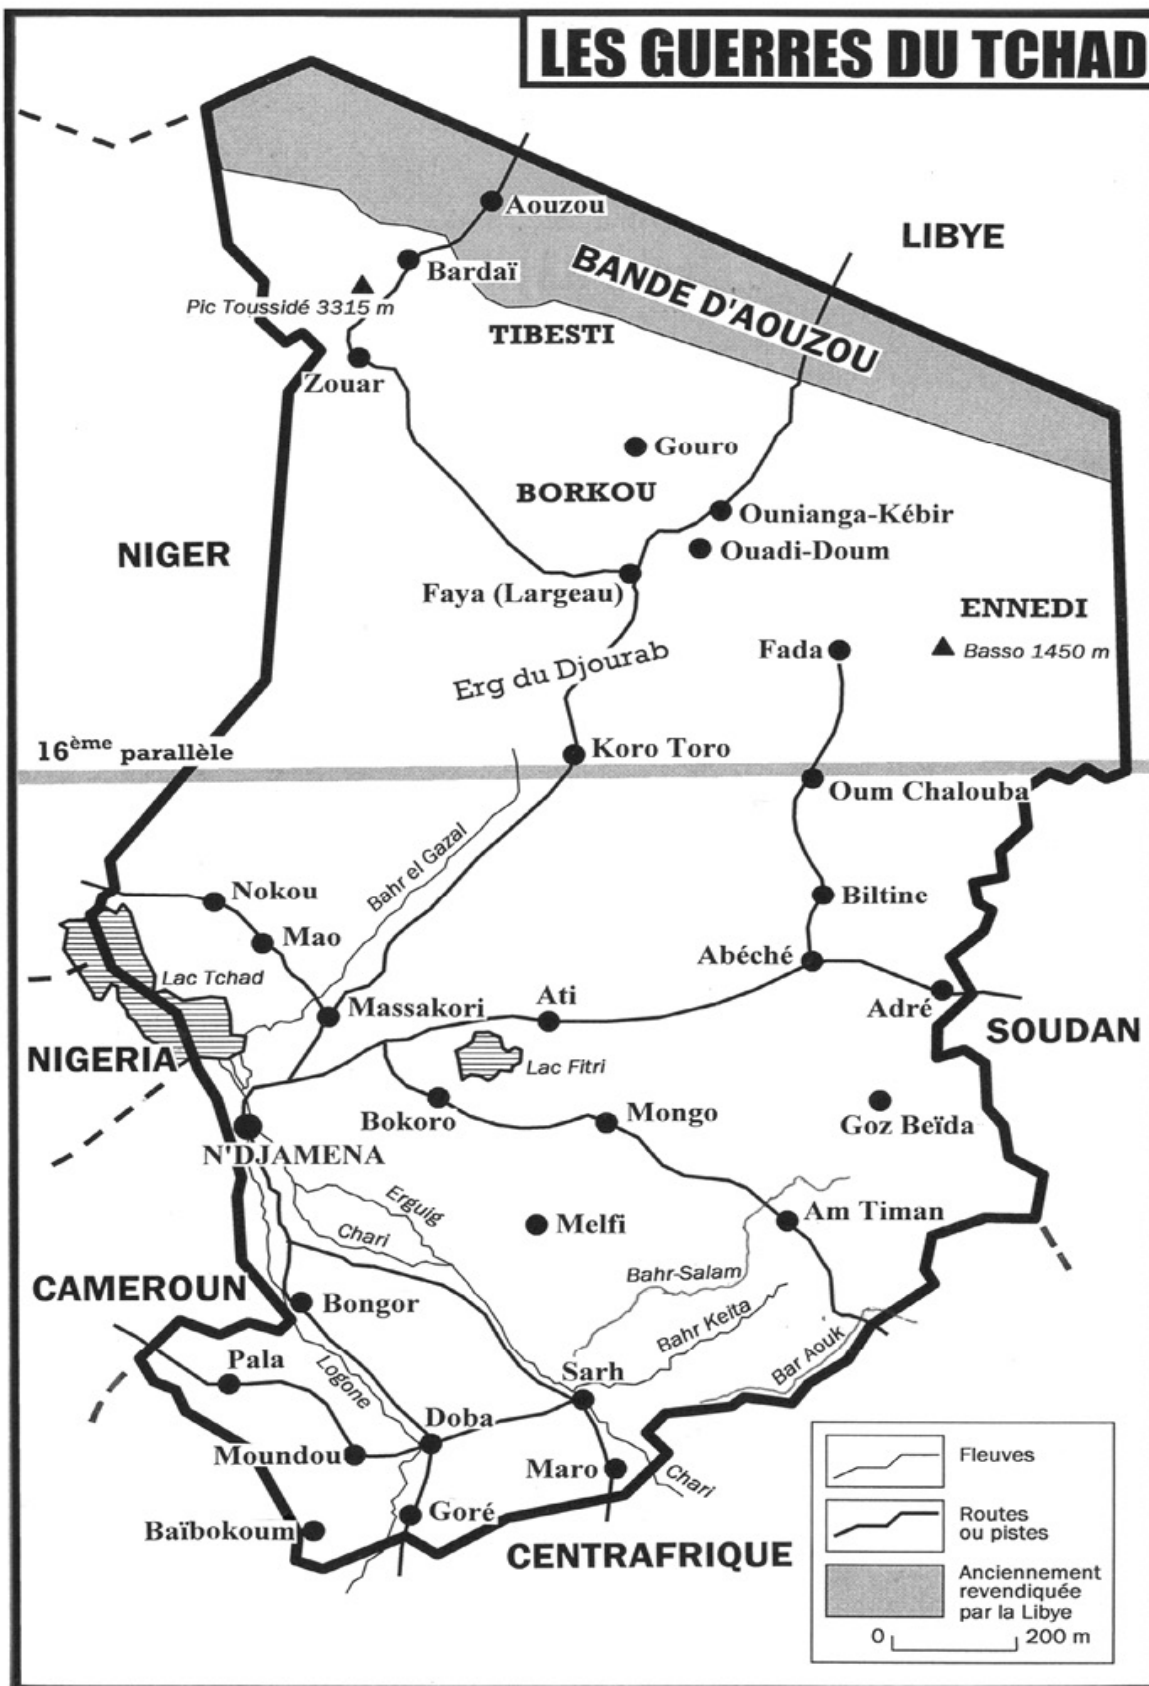 LES GUERRES DU TCHAD
Aouzou
LIBYE
Bardaï
BANDE D'AOUZOU
Pic Toussidé 3315 m
TIBESTI
Zouar
Gouro
BORKOU
Ounianga-Kébir
NIGER
Ouadi-Doum
Faya (Largeau)
ENNEDI
Fada
Basso 1450 m
Erg du Djourab
16ème parallèle
Koro Toro
Oum Chalouba
Bahr el Gazal
Nokou
Biltine
Mao
Abéché
Lac Tchad
Ati
Massakori
Adré
SOUDAN
NIGERIA
Lac Fitri
Bokoro
Mongo
Goz Beïda
N'DJAMENA
Erguig
Chari
Melfi
Am Timan
Bahr-Salam
CAMEROUN
Bongor
Bahr Keita
Bar Aouk
Pala
Logone
Sarh
Doba
Moundou
Maro
Chari
Goré
Baïbokoum
CENTRAFRIQUE
Fleuves
Routes
ou pistes
Anciennement
revendiquée
par la Libye
0 200 m